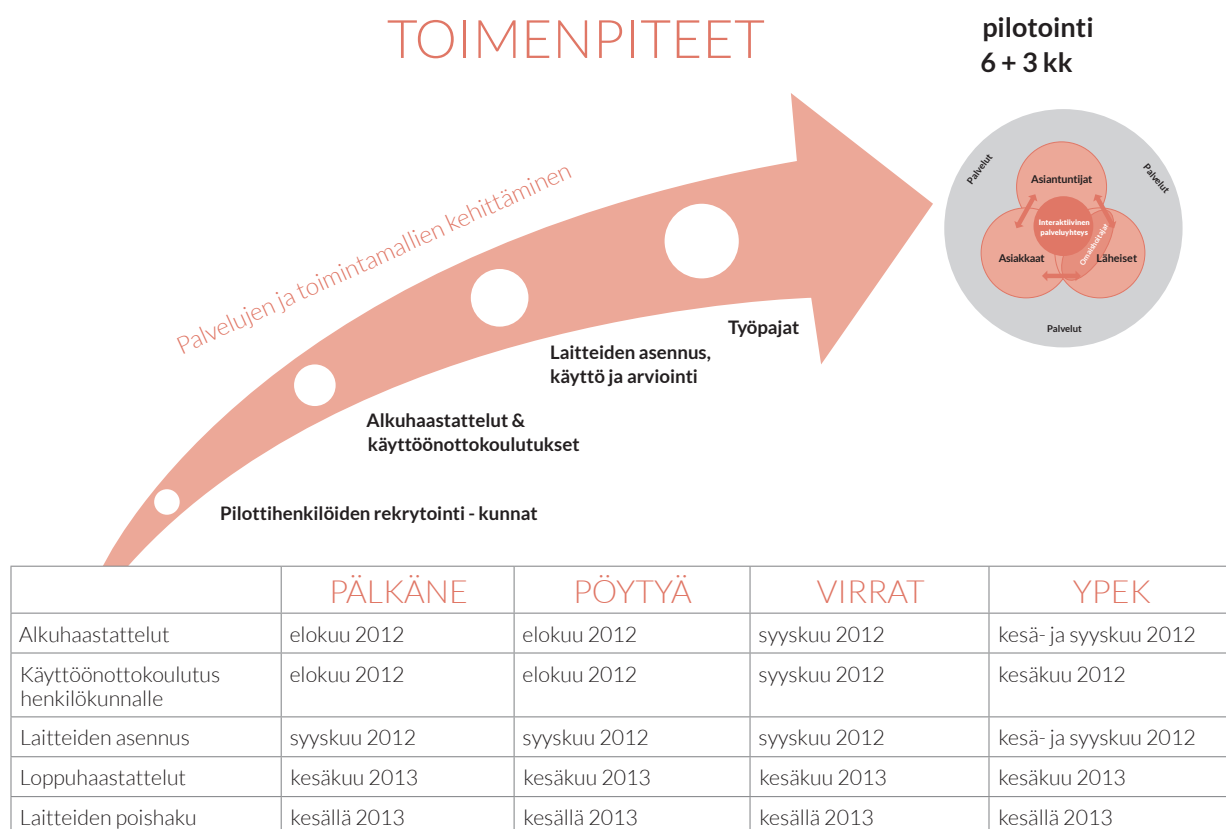 TOIMENPITEET
pilotointi
6 + 3 kk
Palvelut
Palvelut
Asiantuntijat
Interaktiivinen
palveluyhteys
Omaishoitajat
Asiakkaat
Läheiset
Palvelut
Palvelujen ja toimintamallien kehittäminen
Työpajat
Laitteiden asennus,
käyttö ja arviointi
Alkuhaastattelut &
käyttöönottokoulutukset
Pilottihenkilöiden rekrytointi - kunnat
PÄLKÄNE PÖYTYÄ VIRRAT YPEK
Alkuhaastattelut elokuu 2012 elokuu 2012 syyskuu 2012 kesä- ja syyskuu 2012
Käyttöönottokoulutus elokuu 2012 elokuu 2012 syyskuu 2012 kesäkuu 2012
henkilökunnalle
Laitteiden asennus syyskuu 2012 syyskuu 2012 syyskuu 2012 kesä- ja syyskuu 2012
Loppuhaastattelut kesäkuu 2013 kesäkuu 2013 kesäkuu 2013 kesäkuu 2013
Laitteiden poishaku kesällä 2013 kesällä 2013 kesällä 2013 kesällä 2013